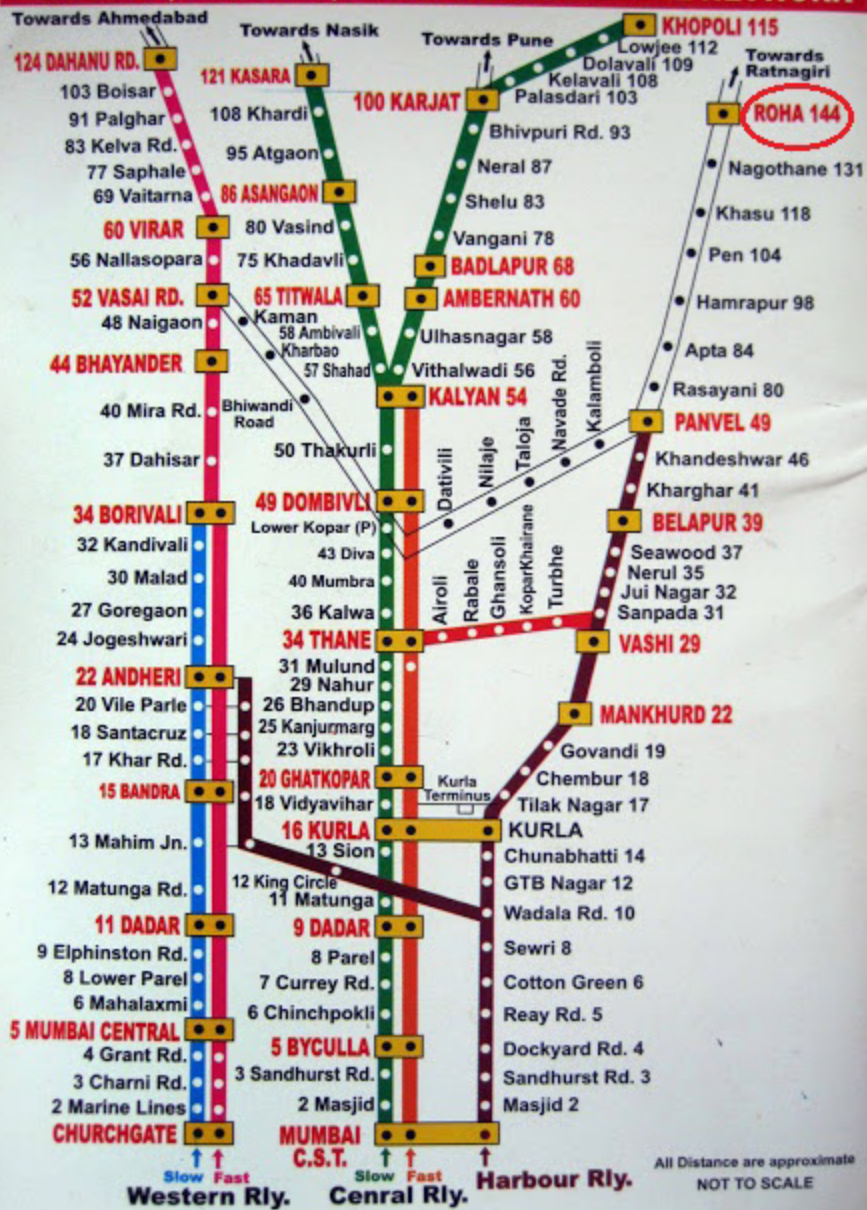 Towards Ahmedabad
124 DAHANU RD.
103 Boisar
91 Palghar
83 Kelva Rd.
77 Saphale
69 Vaitarna
60 VIRAR
56 Nallasopara
52 VASAI RD.
48 Naigaon
44 BHAYANDER
40 Mira Rd.
37 Dahisar
34 BORIVALI
32 Kandivali
30 Malad
27 Goregaon
24 Jogeshwari
22 ANDHERI
20 Vile Parle
18 Santacruz
17 Khar Rd.
15 BANDRA
13 Mahim Jn.
12 Matunga Rd.
11 DADAR
9 Elphinston Rd.
8 Lower Parel
6 Mahalaxmi
5 MUMBAI CENTRAL
4 Grant Rd.
3 Charni Rd.
2 Marine Lines
CHURCHGATE
Slow Fast
Western Rly.
Kaman
Kharbao
Bhiwandi
Road
Towards Nasik
121 KASARA
108 Khardi
95 Atgaon
86 ASANGAON
80 Vasind
75 Khadavli
65 TITWALA
58 Ambivali
57 Shahad
Towards Pune
KHOPOLI 115
Lowjee 112
Dolavali 109
Kelavali 108
Palasdari 103
100 KARJAT
Bhivpuri Rd. 93
Neral 87
Shelu 83
Vangani 78
BADLAPUR 68
AMBERNATH 60
Ulhasnagar 58
Vithalwadi 56
KALYAN 54
50 Thakurli
49 DOMBIVLI
Lower Kopar (P)
43 Diva
40 Mumbra
36 Kalwa
34 THANE
31 Mulund
29 Nahur
26 Bhandup
25 Kanjurmarg
23 Vikhroli
20 GHATKOPAR
18 Vidyavihar
16 KURLA
13 Sion
12 King Circle
11 Matunga
9 DADAR
8 Parel
7 Currey Rd.
6 Chinchpokli
5 BYCULLA
3 Sandhurst Rd.
2 Masjid
MUMBAI
C.S.T.
Slow Fast
Cenral Rly.
Dativili
Nilaje
Taloja
Navade Rd.
Kalamboli
Airoli
Rabale
Ghansoli
KoparKhairane
Turbhe
Towards
Ratnagiri
ROHA 144
Nagothane 131
Khasu 118
Pen 104
Hamrapur 98
Apta 84
Rasayani 80
PANVEL 49
Khandeshwar 46
Kharghar 41
BELAPUR 39
Seawood 37
Nerul 35
Jui Nagar 32
Sanpada 31
VASHI 29
MANKHURD 22
Govandi 19
Chembur 18
Tilak Nagar 17
Kurla
Terminus
KURLA
Chunabhatti 14
GTB Nagar 12
Wadala Rd. 10
Sewri 8
Cotton Green 6
Reay Rd. 5
Dockyard Rd. 4
Sandhurst Rd. 3
Masjid 2
Harbour Rly.
All Distance are approximate
NOT TO SCALE